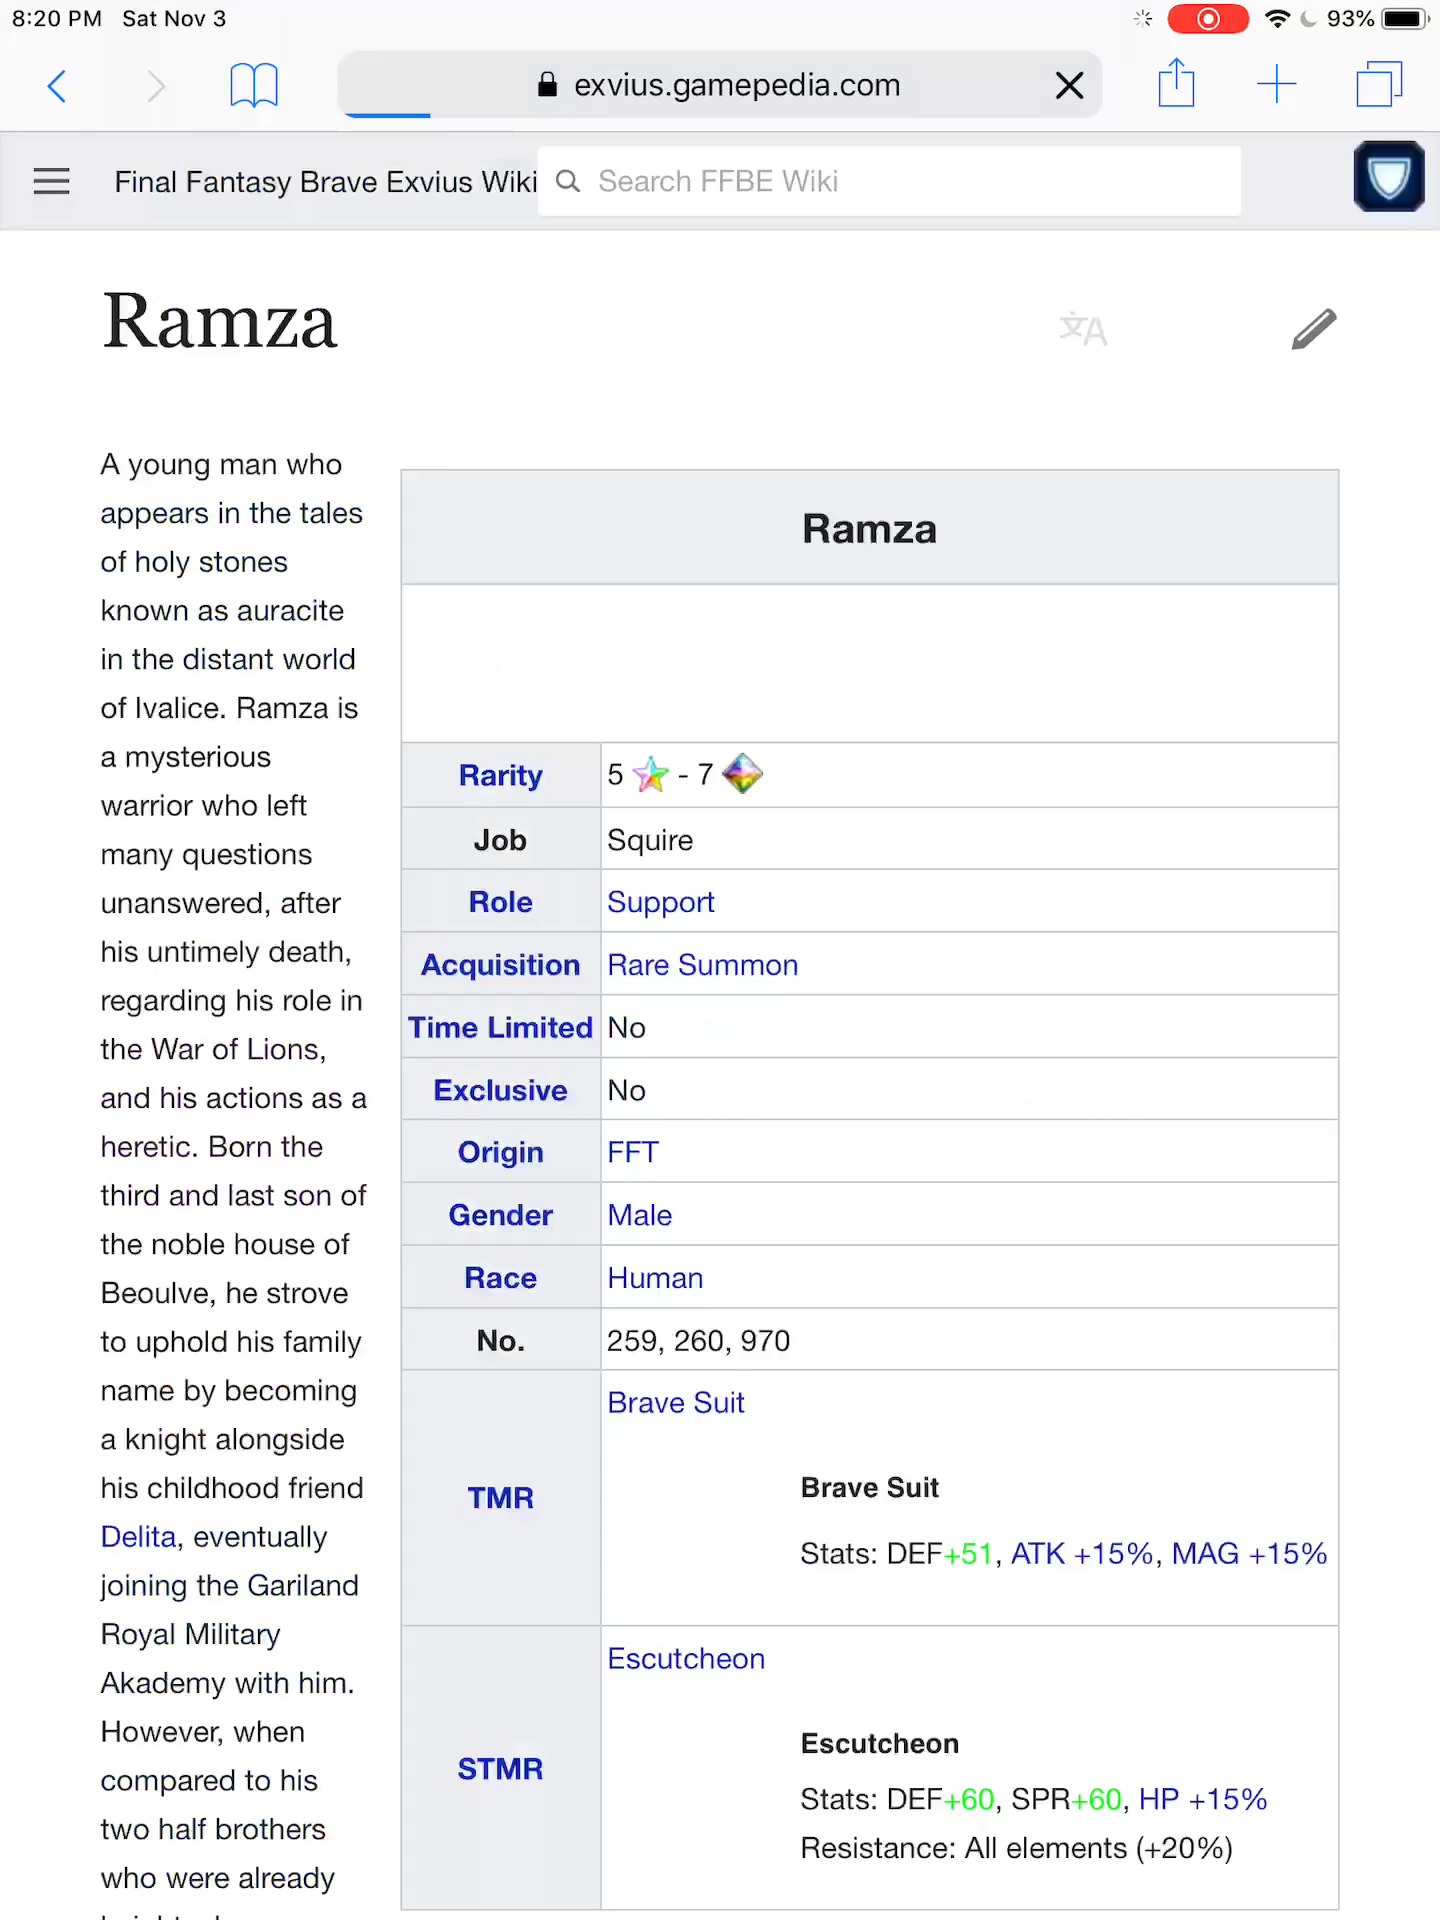 8:20 PM Sat Nov 3
93%
exvius.gamepedia.com
Final Fantasy Brave Exvius Wiki
Search FFBE Wiki
Ramza
A young man who
appears in the tales
of holy stones
known as auracite
in the distant world
of Ivalice. Ramza is
a mysterious
warrior who left
many questions
unanswered, after
his untimely death,
regarding his role in
the War of Lions,
and his actions as a
heretic. Born the
third and last son of
the noble house of
Beoulve, he strove
to uphold his family
name by becoming
a knight alongside
his childhood friend
Delita, eventually
joining the Gariland
Royal Military
Akademy with him.
However, when
compared to his
two half brothers
who were already
Ramza
Rarity 5 - 7
Job Squire
Role Support
Acquisition Rare Summon
Time Limited No
Exclusive No
Origin FFT
Gender Male
Race Human
No. 259, 260, 970
TMR
Brave Suit
Brave Suit
Stats: DEF+51, ATK +15%, MAG +15%
STMR
Escutcheon
Escutcheon
Stats: DEF+60, SPR+60, HP +15%
Resistance: All elements (+20%)